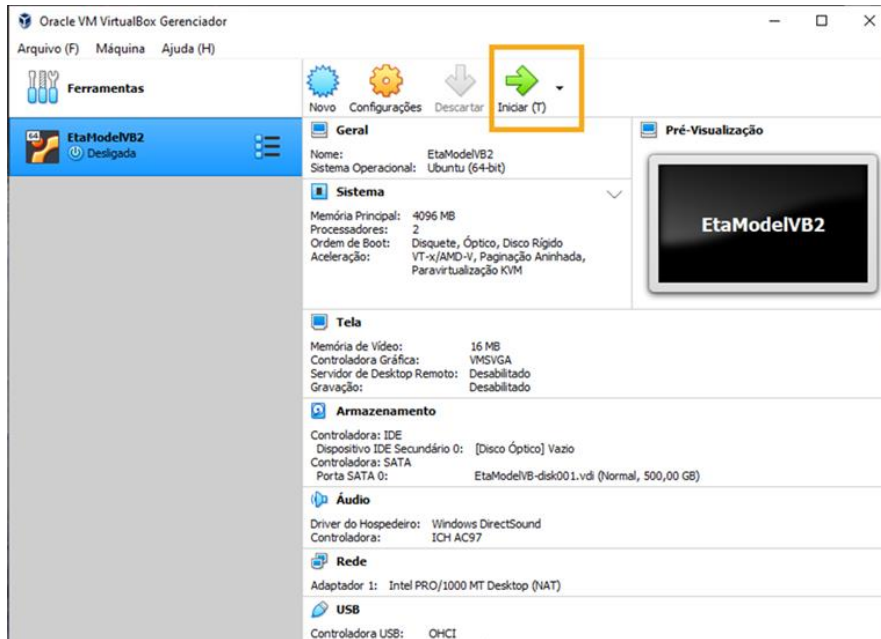 Oracle VM VirtualBox Gerenciador
Arquivo (F) Máquina Ajuda (H)
Ferramentas
Novo Configurações Descartar Iniciar (T)
64 EtaModelVB2
Desligada
Geral
Nome: EtaModelVB2
Sistema Operacional: Ubuntu (64-bit)
Pré-Visualização
EtaModelVB2
Sistema
Memória Principal: 4096 MB
Processadores: 2
Ordem de Boot: Disquete, Óptico, Disco Rígido
Aceleração: VT-x/AMD-V, Paginação Aninhada,
Paravirtualização KVM
Tela
Memória de Vídeo: 16 MB
Controladora Gráfica: VMSVGA
Servidor de Desktop Remoto: Desabilitado
Gravação: Desabilitado
Armazenamento
Controladora: IDE
Dispositivo IDE Secundário 0: [Disco Óptico] Vazio
Controladora: SATA
Porta SATA 0: EtaModelVB-disk001.vdi (Normal, 500,00 GB)
Áudio
Driver do Hospedeiro: Windows DirectSound
Controladora: ICH AC97
Rede
Adaptador 1: Intel PRO/1000 MT Desktop (NAT)
USB
Controladora USB: OHCI